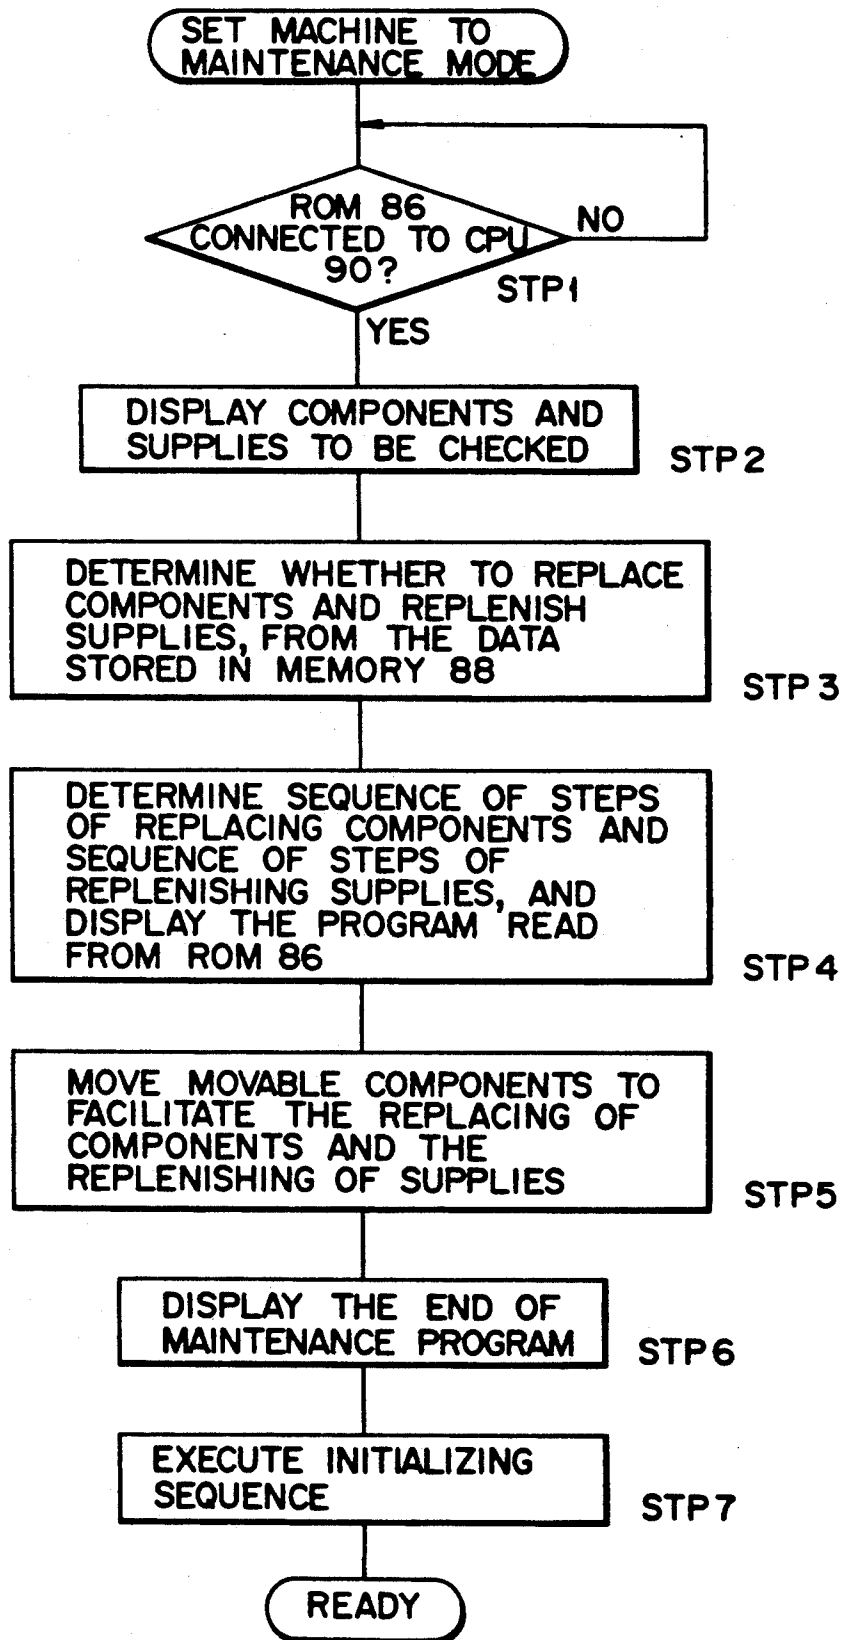 SET MACHINE TO
MAINTENANCE MODE
ROM 86
CONNECTED TO CPU
90?
NO
STP1
YES
DISPLAY COMPONENTS AND
SUPPLIES TO BE CHECKED
STP2
DETERMINE WHETHER TO REPLACE
COMPONENTS AND REPLENISH
SUPPLIES, FROM THE DATA
STORED IN MEMORY 88
STP3
DETERMINE SEQUENCE OF STEPS
OF REPLACING COMPONENTS AND
SEQUENCE OF STEPS OF
REPLENISHING SUPPLIES, AND
DISPLAY THE PROGRAM READ
FROM ROM 86
STP4
MOVE MOVABLE COMPONENTS TO
FACILITATE THE REPLACING OF
COMPONENTS AND THE
REPLENISHING OF SUPPLIES
STP5
DISPLAY THE END OF
MAINTENANCE PROGRAM
STP6
EXECUTE INITIALIZING
SEQUENCE
STP7
READY